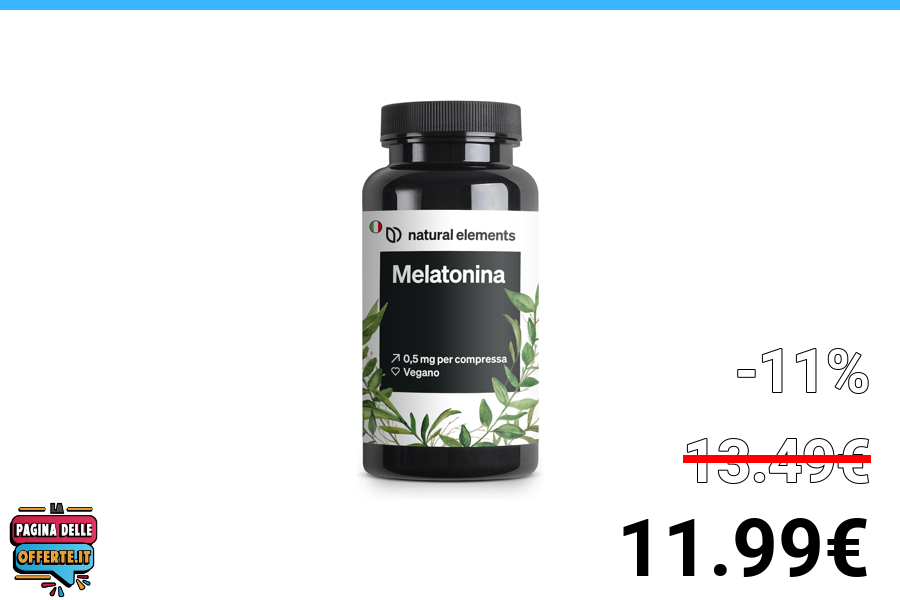 natural elements
Melatonina
0,5 mg per compressa
Vegano
-11%
13.49€
11.99€
LA
PAGINA DELLE
OFFERTE.IT